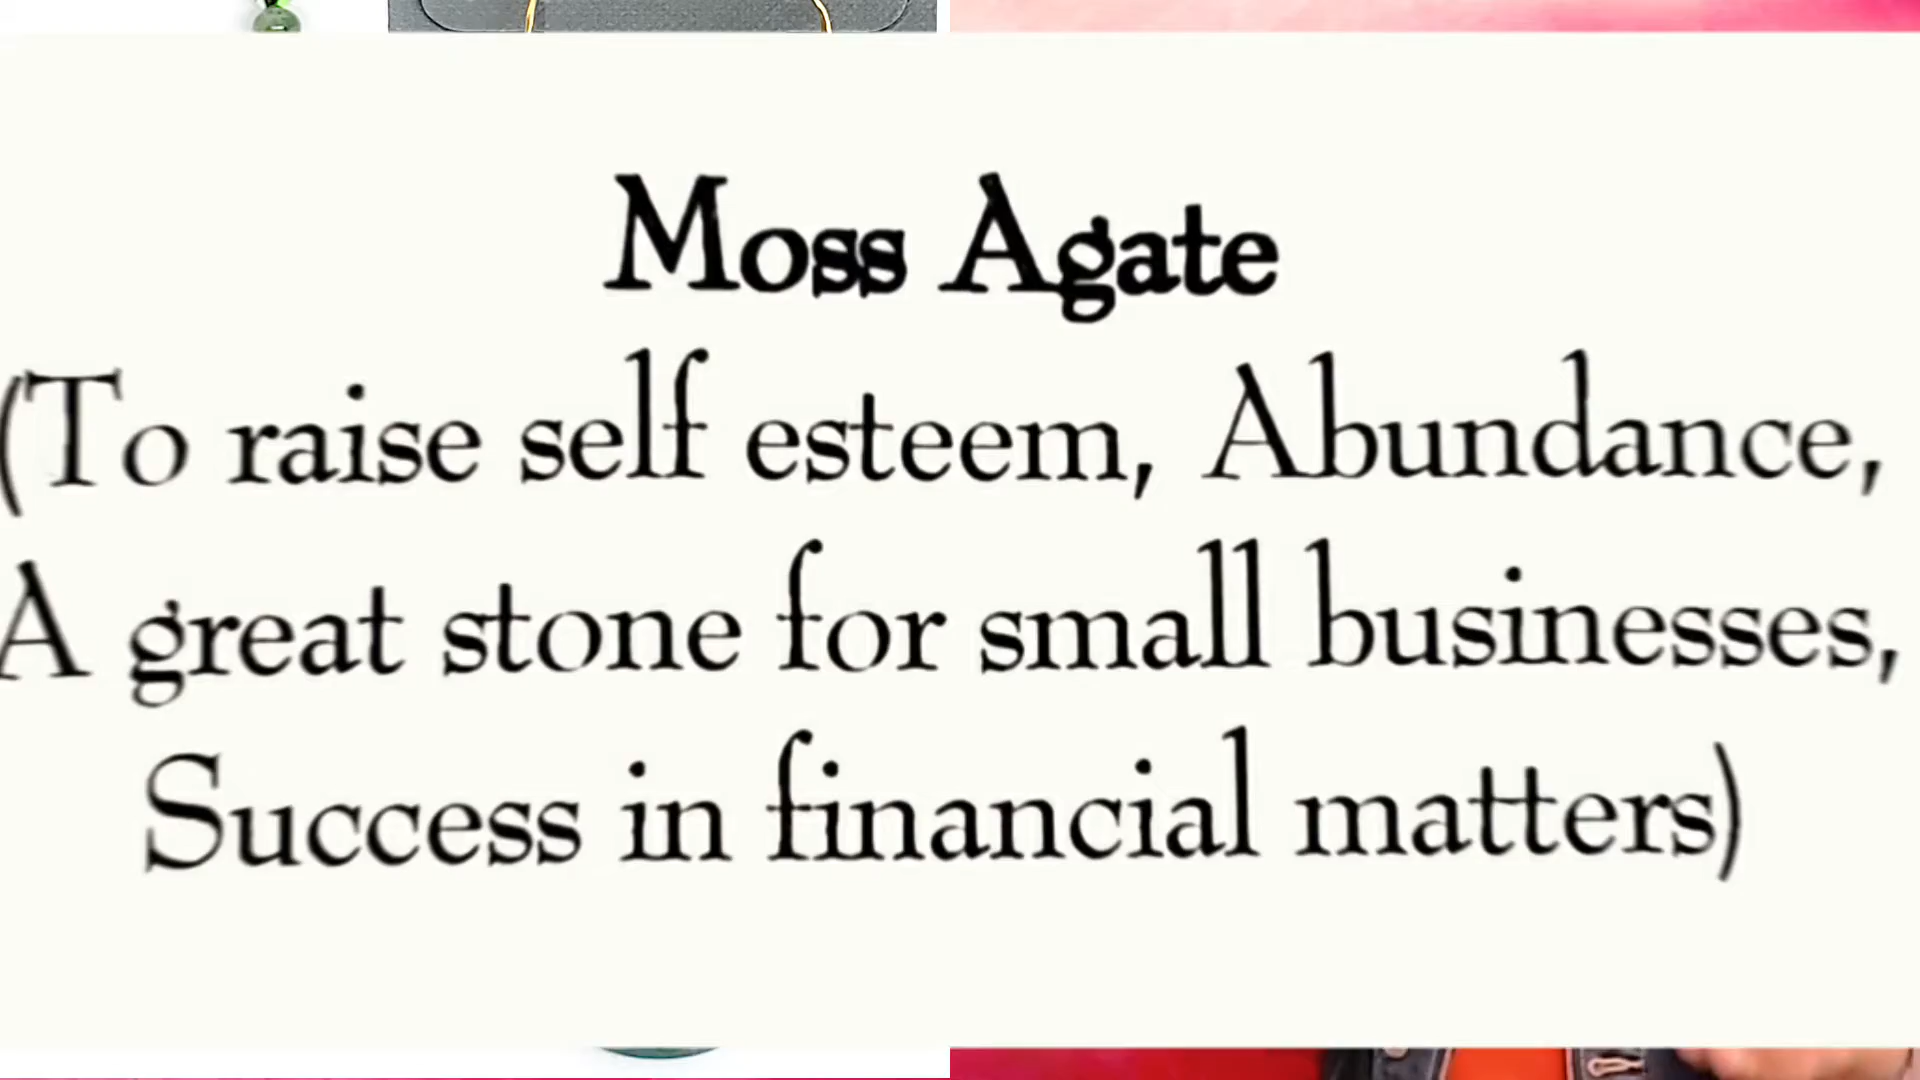 Moss Agate
(To raise self esteem, Abundance,
A great stone for small businesses,
Success in financial matters)